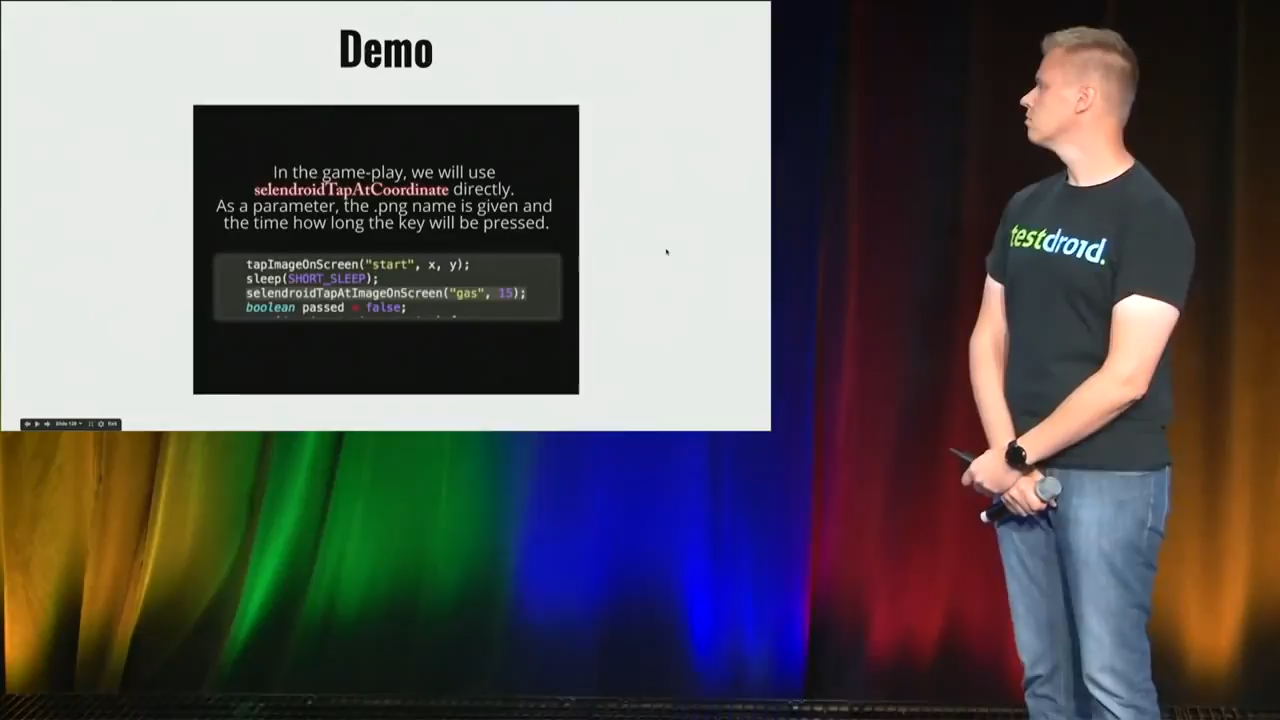 Demo
In the game-play, we will use
selendroidTapAtCoordinate directly.
As a parameter, the .png name is given and
the time how long the key will be pressed.
tapImageOnScreen("start", x, y);
sleep(SHORT_SLEEP);
selendroidTapAtImageOnScreen("gas", 15);
boolean passed = false;
testdroid.
Exit